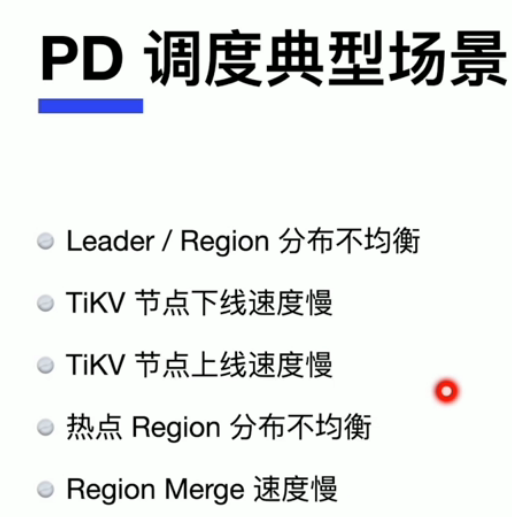 PD 调度典型场景
Leader / Region 分布不均衡
TiKV 节点下线速度慢
TiKV 节点上线速度慢
热点 Region 分布不均衡
Region Merge 速度慢